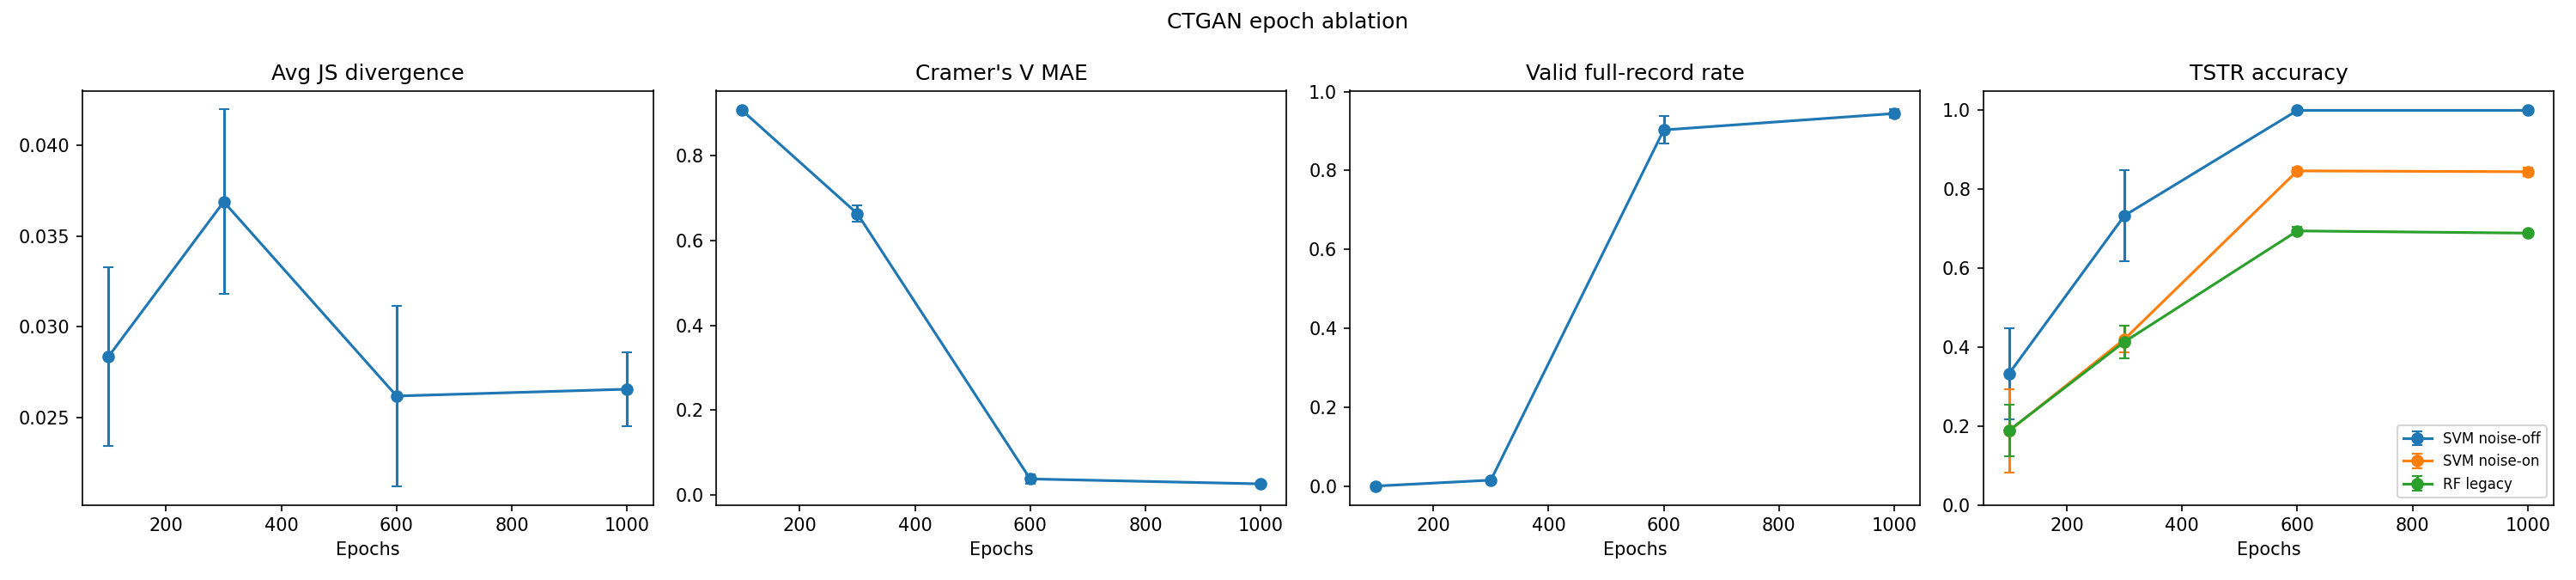 CTGAN epoch ablation
Avg JS divergence
0.040
0.035
0.030
0.025
200 400 600 800 1000
Epochs
Cramer's V MAE
0.8
0.6
0.4
0.2
0.0
200 400 600 800 1000
Epochs
Valid full-record rate
1.0
0.8
0.6
0.4
0.2
0.0
200 400 600 800 1000
Epochs
TSTR accuracy
1.0
0.8
0.6
0.4
0.2
0.0
SVM noise-off
SVM noise-on
RF legacy
200 400 600 800 1000
Epochs